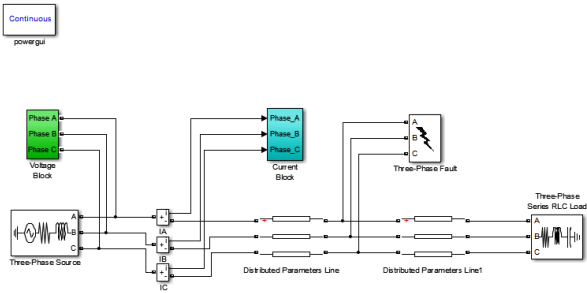 Continuous
powergui
Phase A
Phase B
Phase C
Voltage
Block
Phase_A
Phase_B
Phase_C
Current
Block
A
B
C
Three-Phase Fault
Three-Phase
Series RLC Load
A
B
C
Three-Phase Source
+
i
-
IA
+
i
-
IB
+
i
-
IC
+
Distributed Parameters Line
+
Distributed Parameters Line1
A
B
C